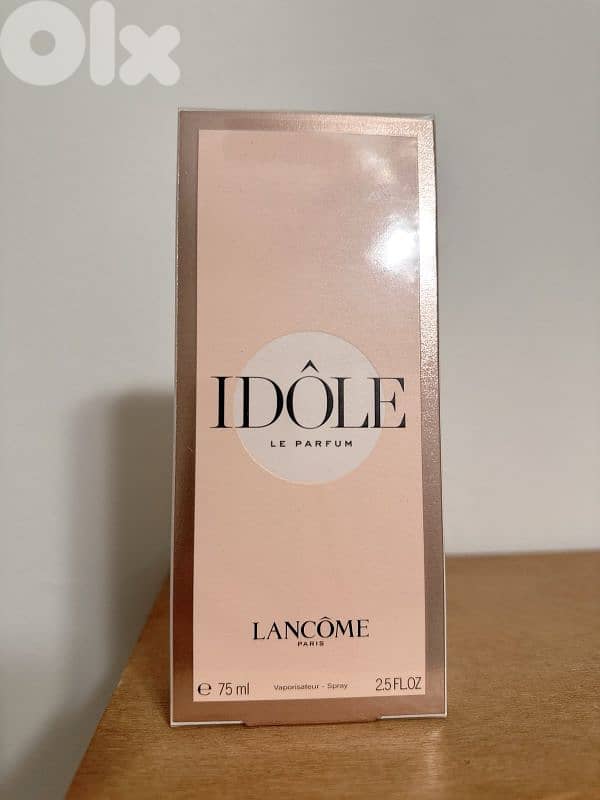 OLX
IDÔLE
LE PARFUM
LANCÔME
PARIS
℮ 75 ml Vaporisateur - Spray 2.5 FL.OZ